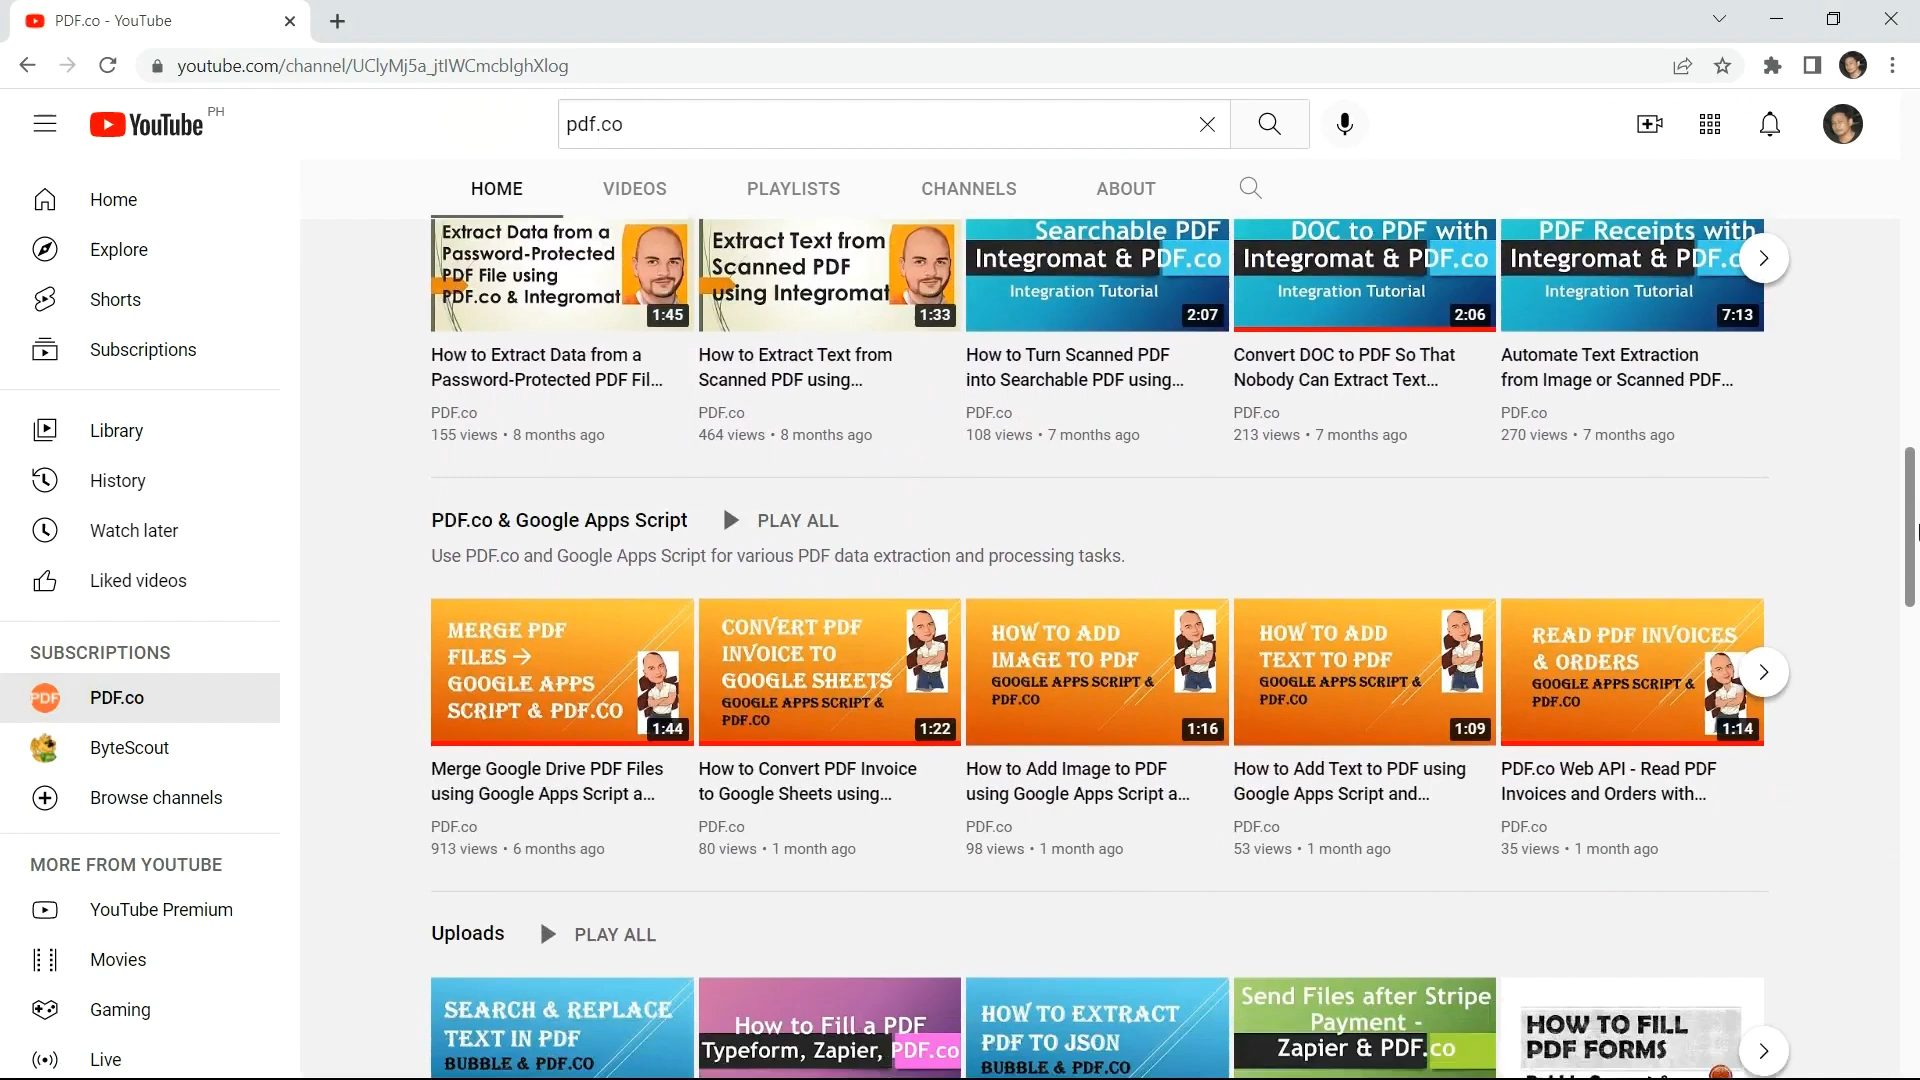 PDF.co - YouTube
youtube.com/channel/UClyMj5a_jtIWCmcblghXlog
YouTube PH
pdf.co
Home
Explore
Shorts
Subscriptions
Library
History
Watch later
Liked videos
SUBSCRIPTIONS
PDF
PDF.co
ByteScout
Browse channels
MORE FROM YOUTUBE
YouTube Premium
Movies
Gaming
Live
HOME VIDEOS PLAYLISTS CHANNELS ABOUT
Extract Data from a
Password-Protected
PDF File using
PDF.co & Integromat
1:45
How to Extract Data from a
Password-Protected PDF Fil...
PDF.co
155 views • 8 months ago
Extract Text from
Scanned PDF
using Integromat
1:33
How to Extract Text from
Scanned PDF using...
PDF.co
464 views • 8 months ago
Searchable PDF
Integromat & PDF.co
Integration Tutorial
2:07
How to Turn Scanned PDF
into Searchable PDF using...
PDF.co
108 views • 7 months ago
DOC to PDF with
Integromat & PDF.co
Integration Tutorial
2:06
Convert DOC to PDF So That
Nobody Can Extract Text...
PDF.co
213 views • 7 months ago
PDF Receipts with
Integromat & PDF.c
Integration Tutorial
7:13
Automate Text Extraction
from Image or Scanned PDF...
PDF.co
270 views • 7 months ago
PDF.co & Google Apps Script PLAY ALL
Use PDF.co and Google Apps Script for various PDF data extraction and processing tasks.
MERGE PDF
FILES →
GOOGLE APPS
SCRIPT & PDF.CO
1:44
Merge Google Drive PDF Files
using Google Apps Script a...
PDF.co
913 views • 6 months ago
CONVERT PDF
INVOICE TO
GOOGLE SHEETS
GOOGLE APPS SCRIPT &
PDF.CO
1:22
How to Convert PDF Invoice
to Google Sheets using...
PDF.co
80 views • 1 month ago
HOW TO ADD
IMAGE TO PDF
GOOGLE APPS SCRIPT &
PDF.CO
1:16
How to Add Image to PDF
using Google Apps Script a...
PDF.co
98 views • 1 month ago
HOW TO ADD
TEXT TO PDF
GOOGLE APPS SCRIPT &
PDF.CO
1:09
How to Add Text to PDF using
Google Apps Script and...
PDF.co
53 views • 1 month ago
READ PDF INVOICES
& ORDERS
GOOGLE APPS SCRIPT &
PDF.CO
1:14
PDF.co Web API - Read PDF
Invoices and Orders with...
PDF.co
35 views • 1 month ago
Uploads PLAY ALL
SEARCH & REPLACE
TEXT IN PDF
BUBBLE & PDF.CO
How to Fill a PDF
Typeform, Zapier, PDF.co
HOW TO EXTRACT
PDF TO JSON
BUBBLE & PDF.CO
Send Files after Stripe
Payment -
Zapier & PDF.co
HOW TO FILL
PDF FORMS